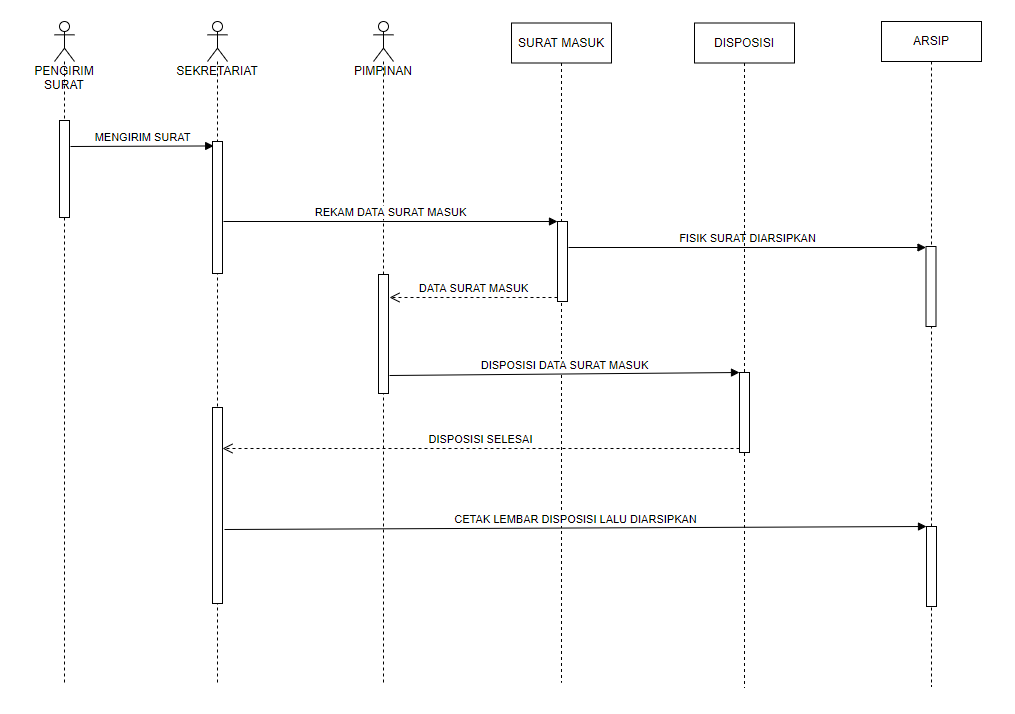 PENGIRIM
SURAT
SEKRETARIAT
PIMPINAN
SURAT MASUK
DISPOSISI
ARSIP
MENGIRIM SURAT
REKAM DATA SURAT MASUK
FISIK SURAT DIARSIPKAN
DATA SURAT MASUK
DISPOSISI DATA SURAT MASUK
DISPOSISI SELESAI
CETAK LEMBAR DISPOSISI LALU DIARSIPKAN